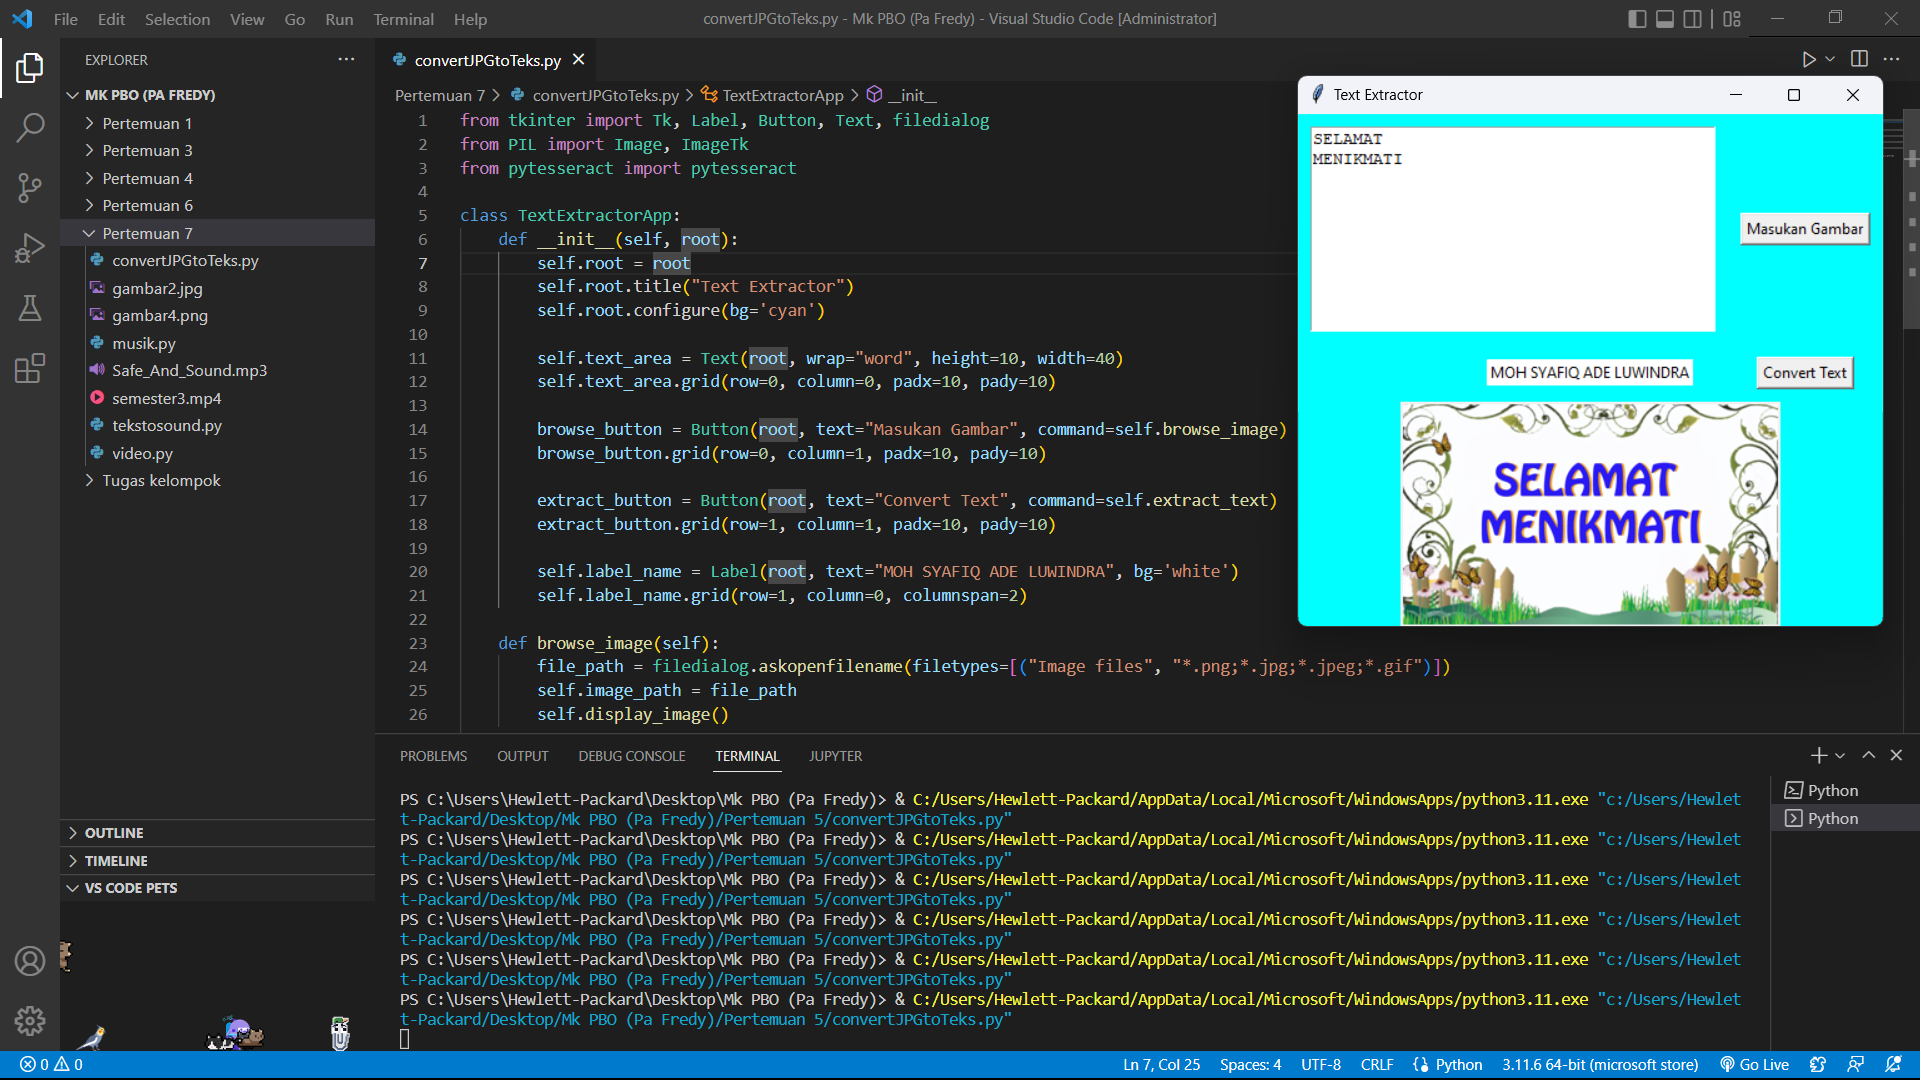 File Edit Selection View Go Run Terminal Help
convertJPGtoTeks.py - Mk PBO (Pa Fredy) - Visual Studio Code [Administrator]
EXPLORER
MK PBO (PA FREDY)
Pertemuan 1
Pertemuan 3
Pertemuan 4
Pertemuan 6
Pertemuan 7
convertJPGtoTeks.py
gambar2.jpg
gambar4.png
musik.py
Safe_And_Sound.mp3
semester3.mp4
tekstosound.py
video.py
Tugas kelompok
OUTLINE
TIMELINE
VS CODE PETS
convertJPGtoTeks.py
Pertemuan 7 > convertJPGtoTeks.py > TextExtractorApp > __init__
1 from tkinter import Tk, Label, Button, Text, filedialog
2 from PIL import Image, ImageTk
3 from pytesseract import pytesseract
4
5 class TextExtractorApp:
6 def __init__(self, root):
7 self.root = root
8 self.root.title("Text Extractor")
9 self.root.configure(bg='cyan')
10
11 self.text_area = Text(root, wrap="word", height=10, width=40)
12 self.text_area.grid(row=0, column=0, padx=10, pady=10)
13
14 browse_button = Button(root, text="Masukan Gambar", command=self.browse_image)
15 browse_button.grid(row=0, column=1, padx=10, pady=10)
16
17 extract_button = Button(root, text="Convert Text", command=self.extract_text)
18 extract_button.grid(row=1, column=1, padx=10, pady=10)
19
20 self.label_name = Label(root, text="MOH SYAFIQ ADE LUWINDRA", bg='white')
21 self.label_name.grid(row=1, column=0, columnspan=2)
22
23 def browse_image(self):
24 file_path = filedialog.askopenfilename(filetypes=[("Image files", "*.png;*.jpg;*.jpeg;*.gif")])
25 self.image_path = file_path
26 self.display_image()
Text Extractor
SELAMAT
MENIKMATI
Masukan Gambar
MOH SYAFIQ ADE LUWINDRA
Convert Text
SELAMAT
MENIKMATI
PROBLEMS OUTPUT DEBUG CONSOLE TERMINAL JUPYTER
PS C:\Users\Hewlett-Packard\Desktop\Mk PBO (Pa Fredy)> & C:/Users/Hewlett-Packard/AppData/Local/Microsoft/WindowsApps/python3.11.exe "c:/Users/Hewlet
t-Packard/Desktop/Mk PBO (Pa Fredy)/Pertemuan 5/convertJPGtoTeks.py"
PS C:\Users\Hewlett-Packard\Desktop\Mk PBO (Pa Fredy)> & C:/Users/Hewlett-Packard/AppData/Local/Microsoft/WindowsApps/python3.11.exe "c:/Users/Hewlet
t-Packard/Desktop/Mk PBO (Pa Fredy)/Pertemuan 5/convertJPGtoTeks.py"
PS C:\Users\Hewlett-Packard\Desktop\Mk PBO (Pa Fredy)> & C:/Users/Hewlett-Packard/AppData/Local/Microsoft/WindowsApps/python3.11.exe "c:/Users/Hewlet
t-Packard/Desktop/Mk PBO (Pa Fredy)/Pertemuan 5/convertJPGtoTeks.py"
PS C:\Users\Hewlett-Packard\Desktop\Mk PBO (Pa Fredy)> & C:/Users/Hewlett-Packard/AppData/Local/Microsoft/WindowsApps/python3.11.exe "c:/Users/Hewlet
t-Packard/Desktop/Mk PBO (Pa Fredy)/Pertemuan 5/convertJPGtoTeks.py"
PS C:\Users\Hewlett-Packard\Desktop\Mk PBO (Pa Fredy)> & C:/Users/Hewlett-Packard/AppData/Local/Microsoft/WindowsApps/python3.11.exe "c:/Users/Hewlet
t-Packard/Desktop/Mk PBO (Pa Fredy)/Pertemuan 5/convertJPGtoTeks.py"
PS C:\Users\Hewlett-Packard\Desktop\Mk PBO (Pa Fredy)> & C:/Users/Hewlett-Packard/AppData/Local/Microsoft/WindowsApps/python3.11.exe "c:/Users/Hewlet
t-Packard/Desktop/Mk PBO (Pa Fredy)/Pertemuan 5/convertJPGtoTeks.py"
Python
Python
0 0
Ln 7, Col 25 Spaces: 4 UTF-8 CRLF Python 3.11.6 64-bit (microsoft store) Go Live